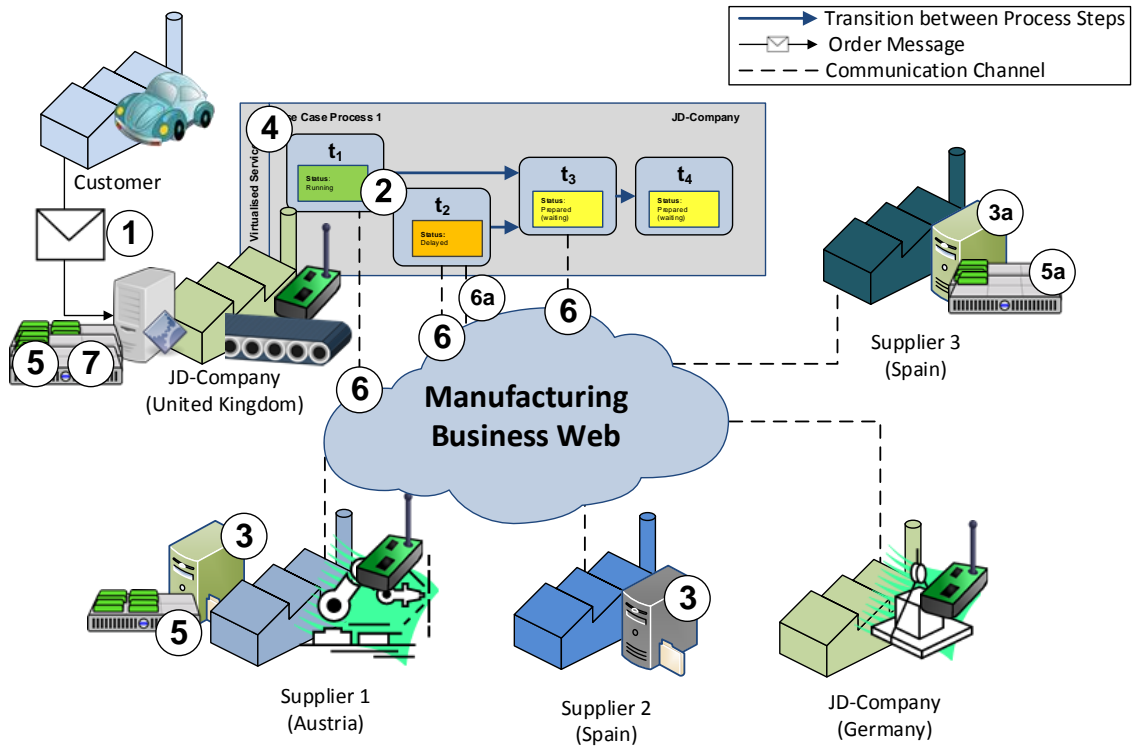 Transition between Process Steps
Order Message
Communication Channel
Customer
1
4
se Case Process 1
JD-Company
Virtualised Service
t1
Status:
Running
2
t2
Status:
Delayed
t3
Status:
Prepared
(waiting)
t4
Status:
Prepared
(waiting)
3a
5a
Supplier 3
(Spain)
5
7
JD-Company
(United Kingdom)
6
6
6a
6
Manufacturing
Business Web
3
5
Supplier 1
(Austria)
3
Supplier 2
(Spain)
JD-Company
(Germany)